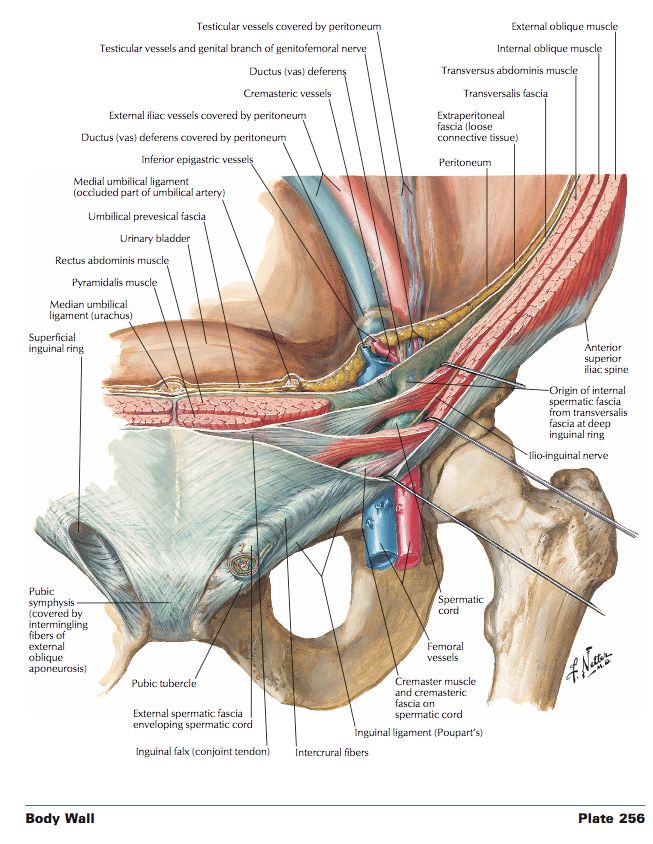 Testicular vessels covered by peritoneum
Testicular vessels and genital branch of genitofemoral nerve
Ductus (vas) deferens
Cremasteric vessels
External iliac vessels covered by peritoneum
Ductus (vas) deferens covered by peritoneum
Inferior epigastric vessels
Medial umbilical ligament
(occluded part of umbilical artery)
Umbilical prevesical fascia
Urinary bladder
Rectus abdominis muscle
Pyramidalis muscle
Median umbilical
ligament (urachus)
Superficial
inguinal ring
External oblique muscle
Internal oblique muscle
Transversus abdominis muscle
Transversalis fascia
Extraperitoneal
fascia (loose
connective tissue)
Peritoneum
Anterior
superior
iliac spine
Origin of internal
spermatic fascia
from transversalis
fascia at deep
inguinal ring
Ilio-inguinal nerve
Pubic
symphysis
(covered by
intermingling
fibers of
external
oblique
aponeurosis)
Pubic tubercle
External spermatic fascia
enveloping spermatic cord
Inguinal falx (conjoint tendon)
Intercrural fibers
Inguinal ligament (Poupart's)
Cremaster muscle
and cremasteric
fascia on
spermatic cord
Femoral
vessels
Spermatic
cord
F. Netter
M.D.
Body Wall
Plate 256